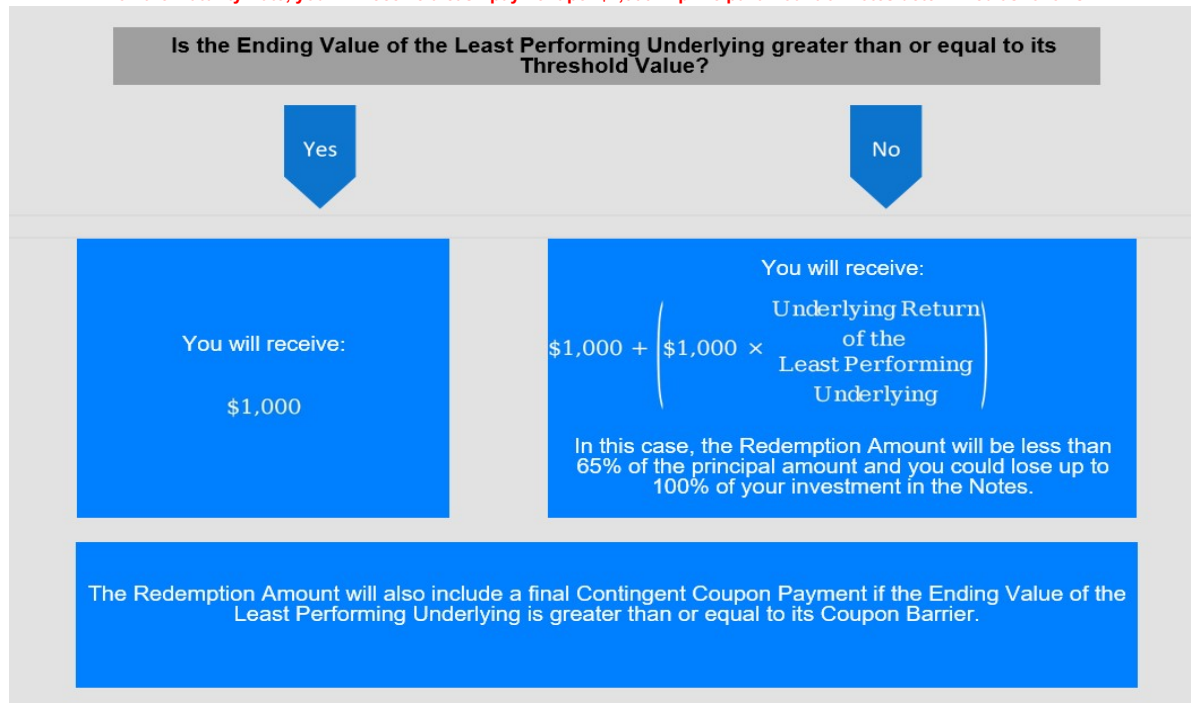 Is the Ending Value of the Least Performing Underlying greater than or equal to its
Threshold Value?
Yes
No
You will receive:
$1,000
You will receive:
$1,000 + ($1,000 × Underlying Return
of the
Least Performing
Underlying)
In this case, the Redemption Amount will be less than
65% of the principal amount and you could lose up to
100% of your investment in the Notes.
The Redemption Amount will also include a final Contingent Coupon Payment if the Ending Value of the
Least Performing Underlying is greater than or equal to its Coupon Barrier.